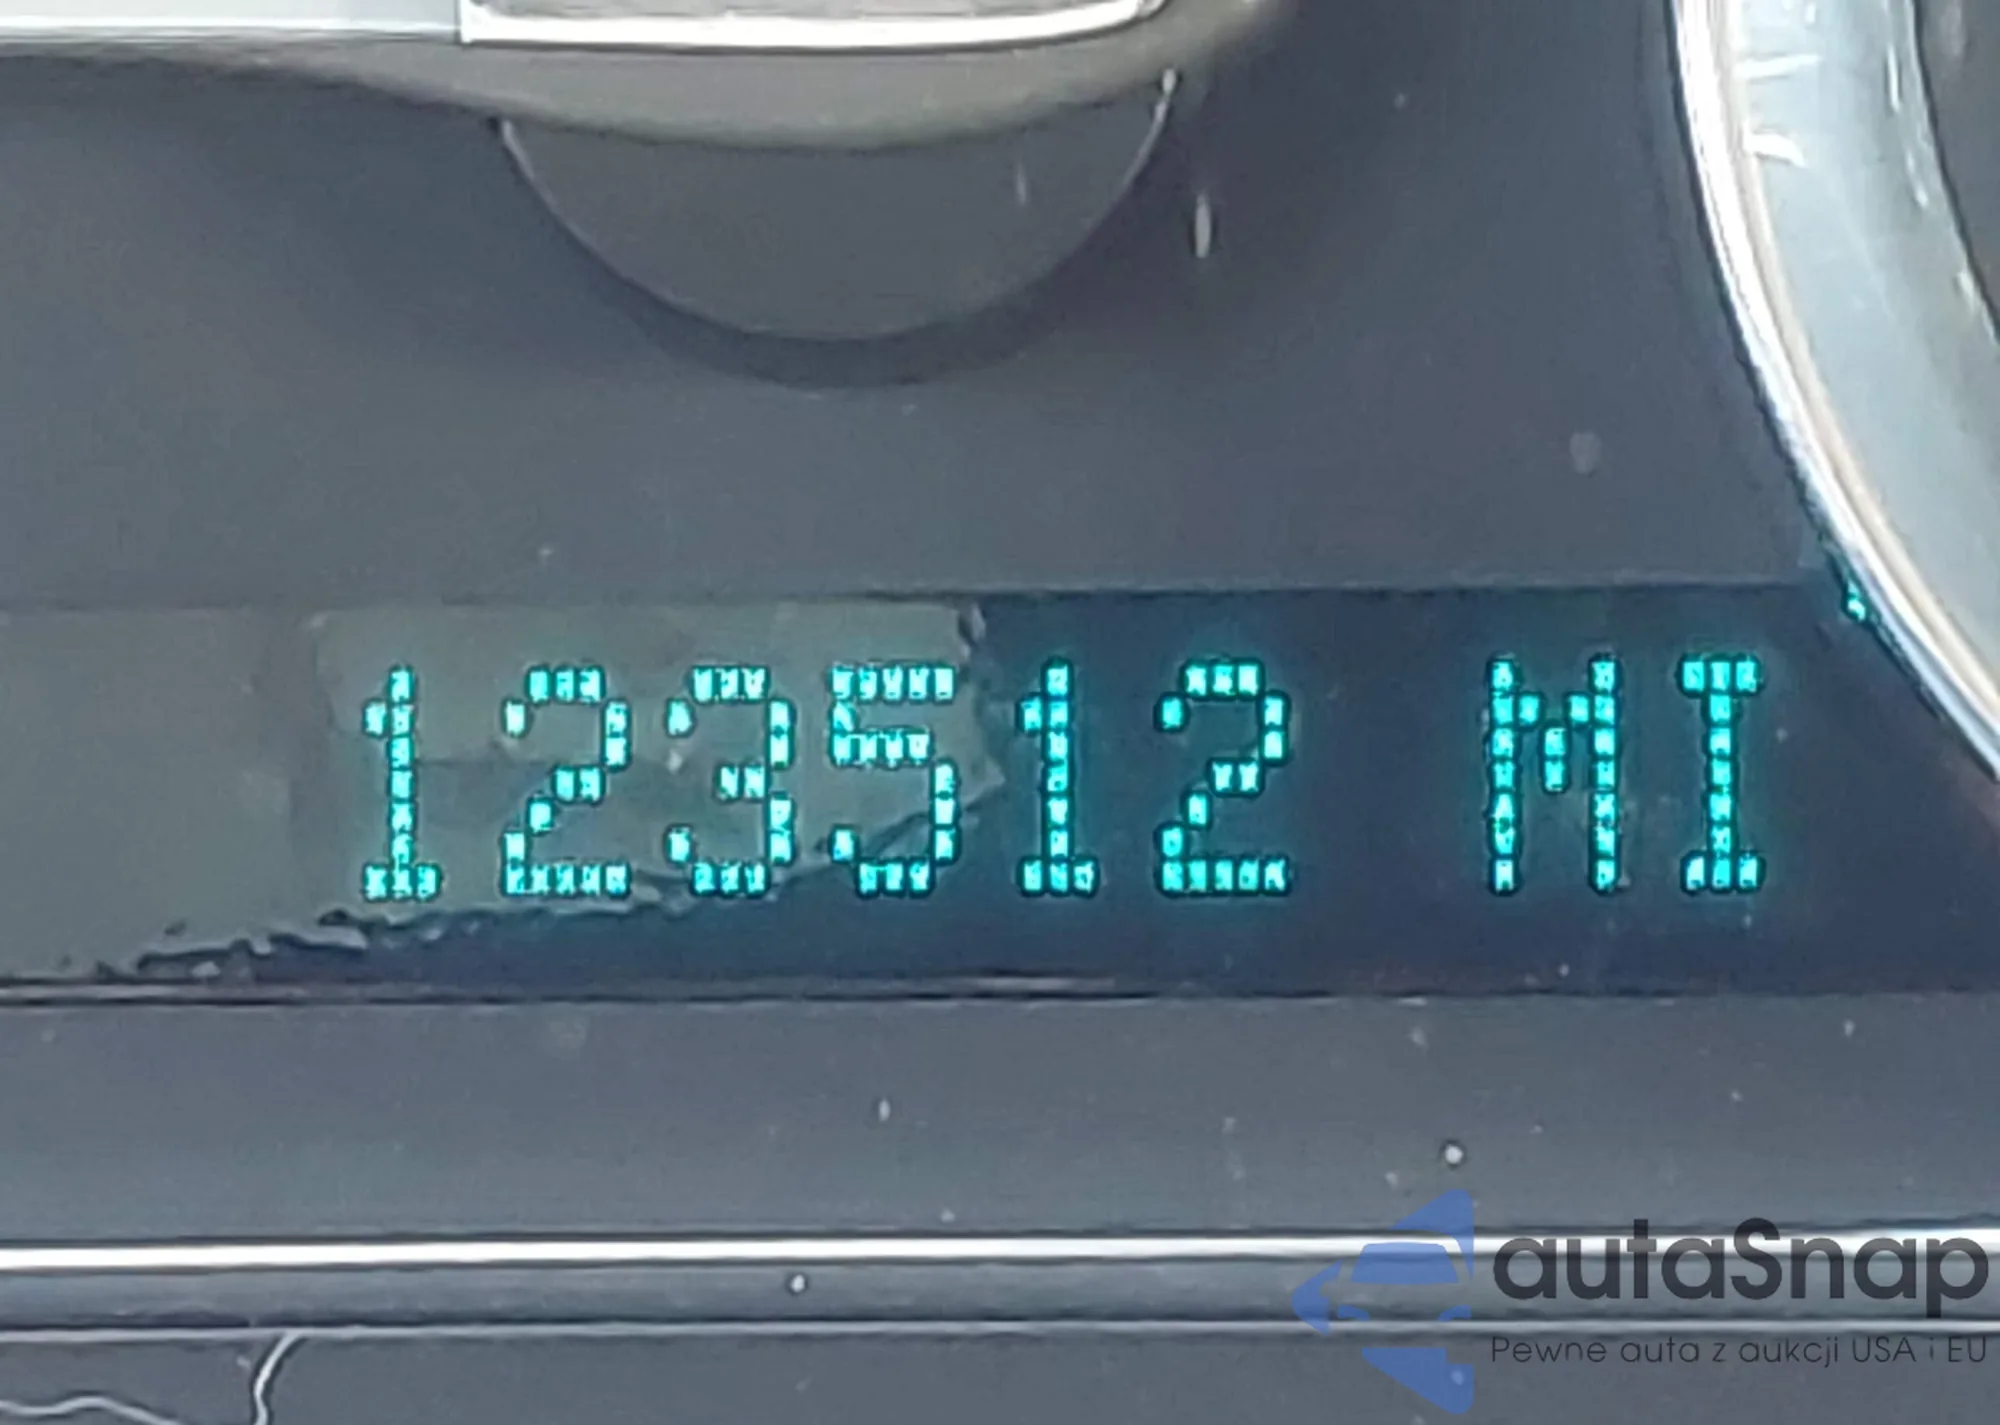 123512 MI
autaSnap
Pewne auta z aukcji USA i EU